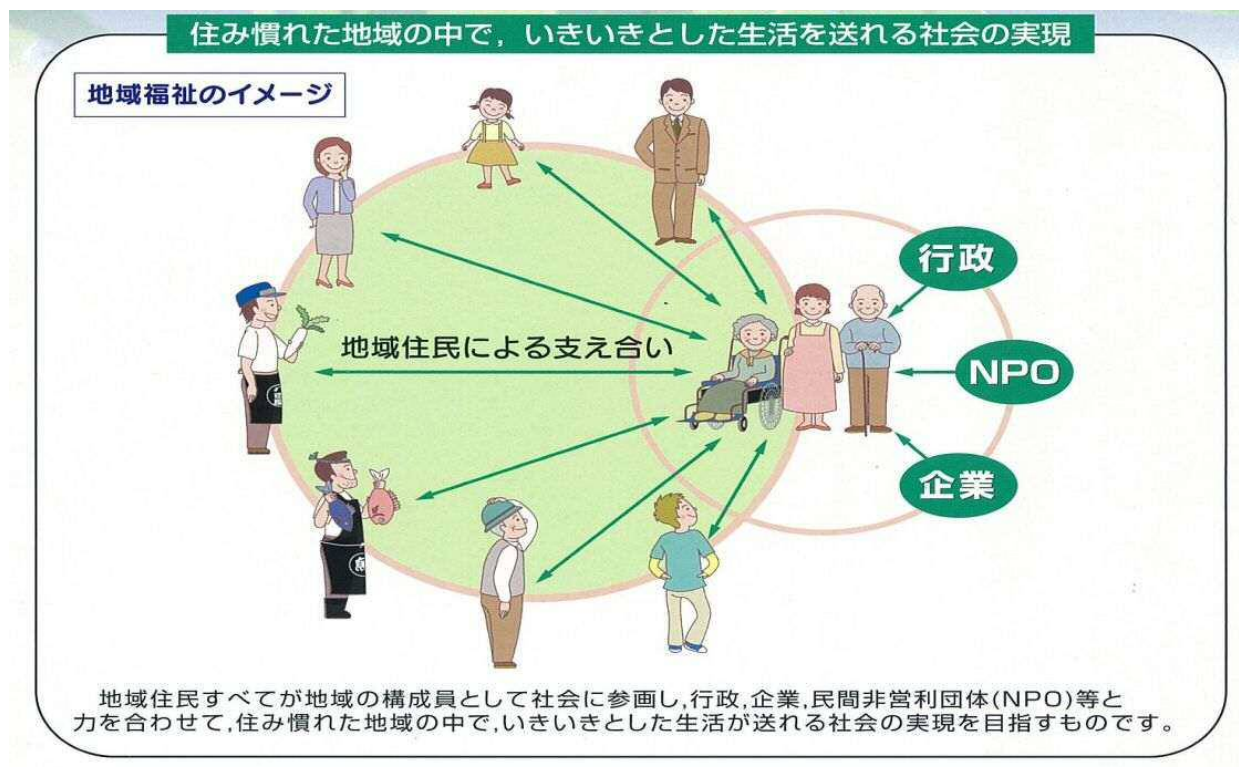 住み慣れた地域の中で，いきいきとした生活を送れる社会の実現
地域福祉のイメージ
行政
地域住民による支え合い
NPO
企業
地域住民すべてが地域の構成員として社会に参画し,行政,企業,民間非営利団体(NPO)等と
力を合わせて,住み慣れた地域の中で,いきいきとした生活が送れる社会の実現を目指すものです。